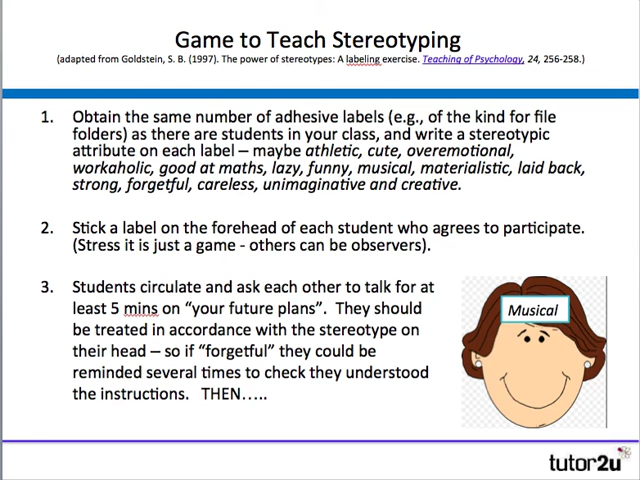 Game to Teach Stereotyping
(adapted from Goldstein, S. B. (1997). The power of stereotypes: A labeling exercise. Teaching of Psychology, 24, 256-258.)
1. Obtain the same number of adhesive labels (e.g., of the kind for file
folders) as there are students in your class, and write a stereotypic
attribute on each label – maybe athletic, cute, overemotional,
workaholic, good at maths, lazy, funny, musical, materialistic, laid back,
strong, forgetful, careless, unimaginative and creative.
2. Stick a label on the forehead of each student who agrees to participate.
(Stress it is just a game - others can be observers).
3. Students circulate and ask each other to talk for at
least 5 mins on “your future plans”. They should
be treated in accordance with the stereotype on
their head – so if “forgetful” they could be
reminded several times to check they understood
the instructions. THEN…..
Musical
tutor2u